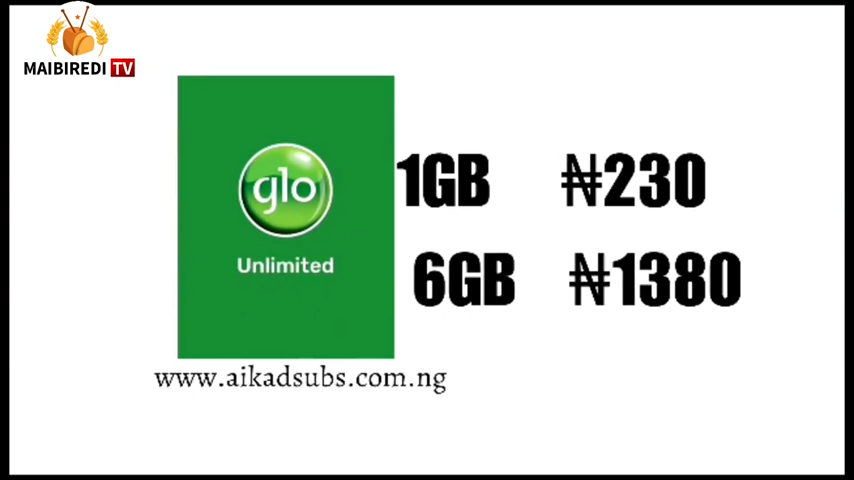 MAIBIREDI TV
glo
Unlimited
1GB ₦230
6GB ₦1380
www.aikadsubs.com.ng